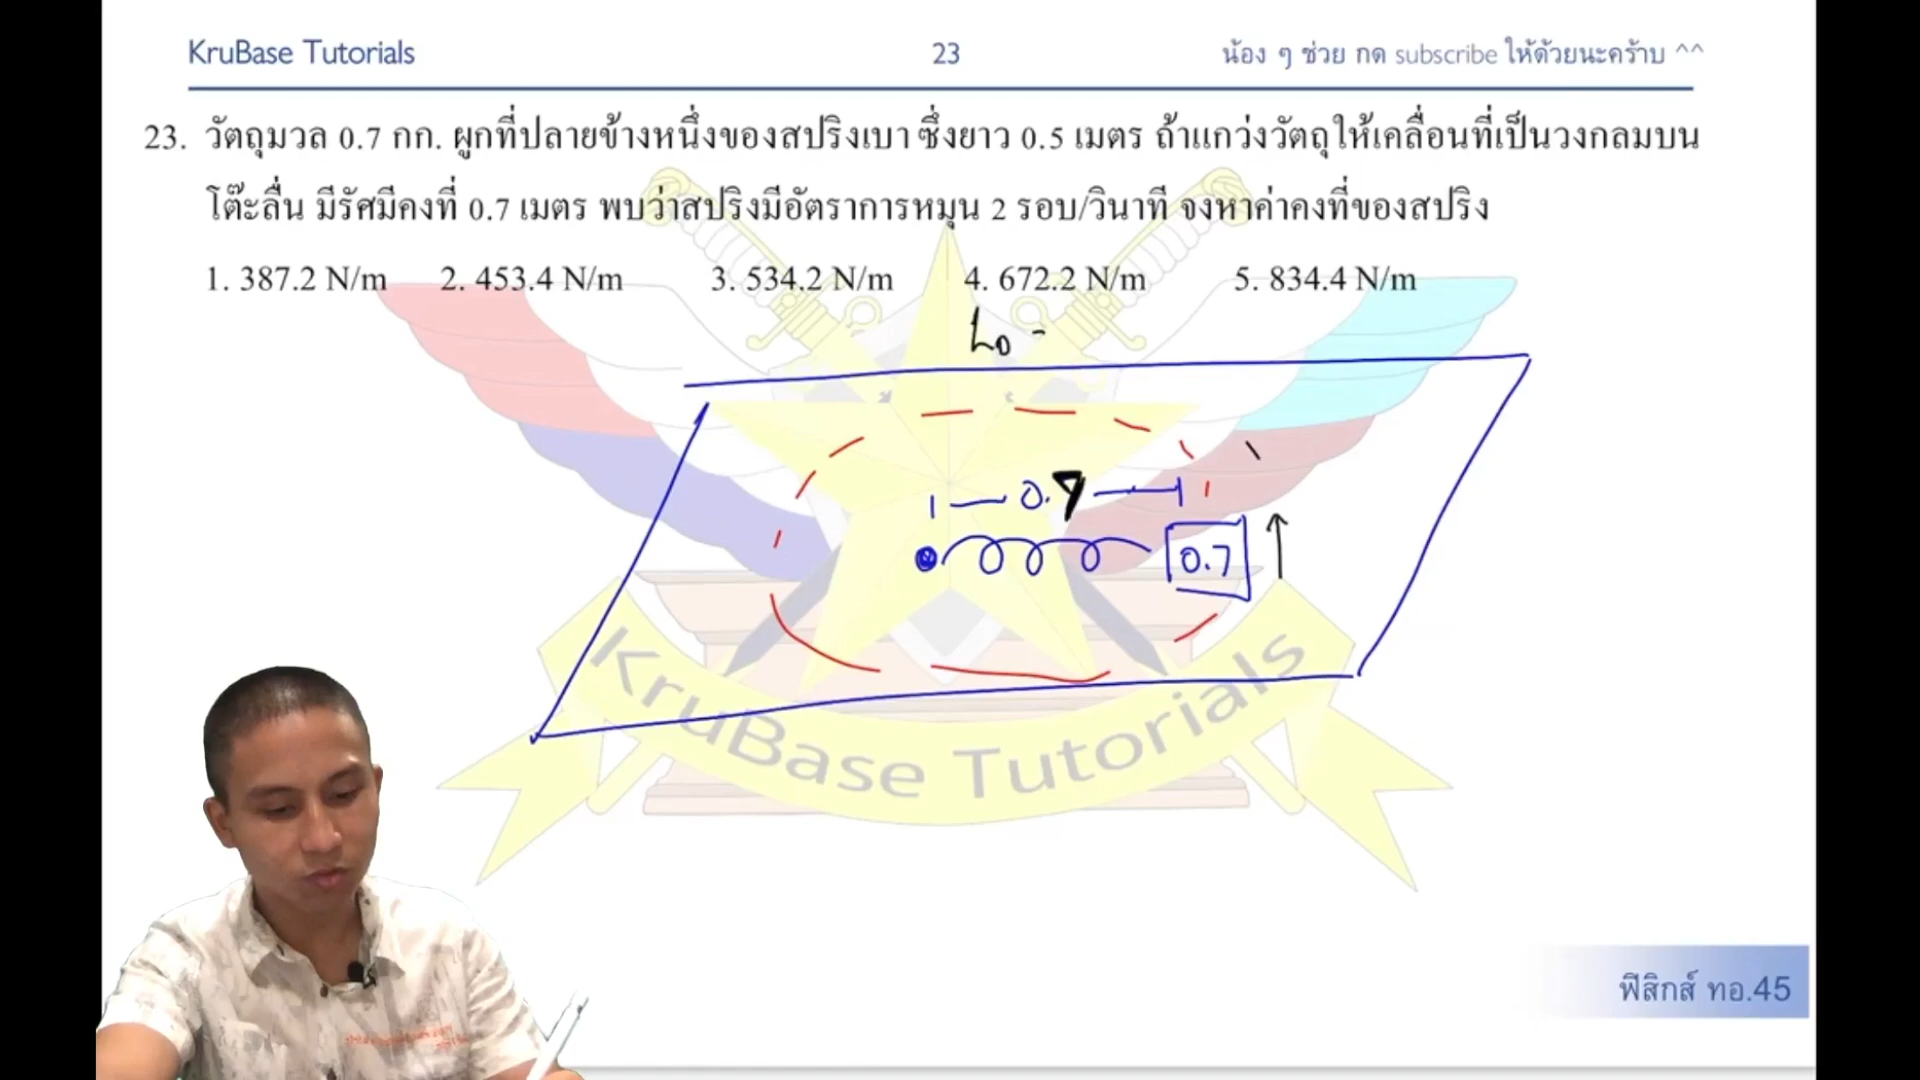 KruBase Tutorials 23 น้อง ๆ ช่วย กด subscribe ให้ด้วยนะคร้าบ ^^
23. วัตถุมวล 0.7 กก. ผูกที่ปลายข้างหนึ่งของสปริงเบา ซึ่งยาว 0.5 เมตร ถ้าแกว่งวัตถุให้เคลื่อนที่เป็นวงกลมบน
โต๊ะลื่น มีรัศมีคงที่ 0.7 เมตร พบว่าสปริงมีอัตราการหมุน 2 รอบ/วินาที จงหาค่าคงที่ของสปริง
1. 387.2 N/m 2. 453.4 N/m 3. 534.2 N/m 4. 672.2 N/m 5. 834.4 N/m
L0 -
0.7
KruBase Tutorials
ฟิสิกส์ ทอ.45